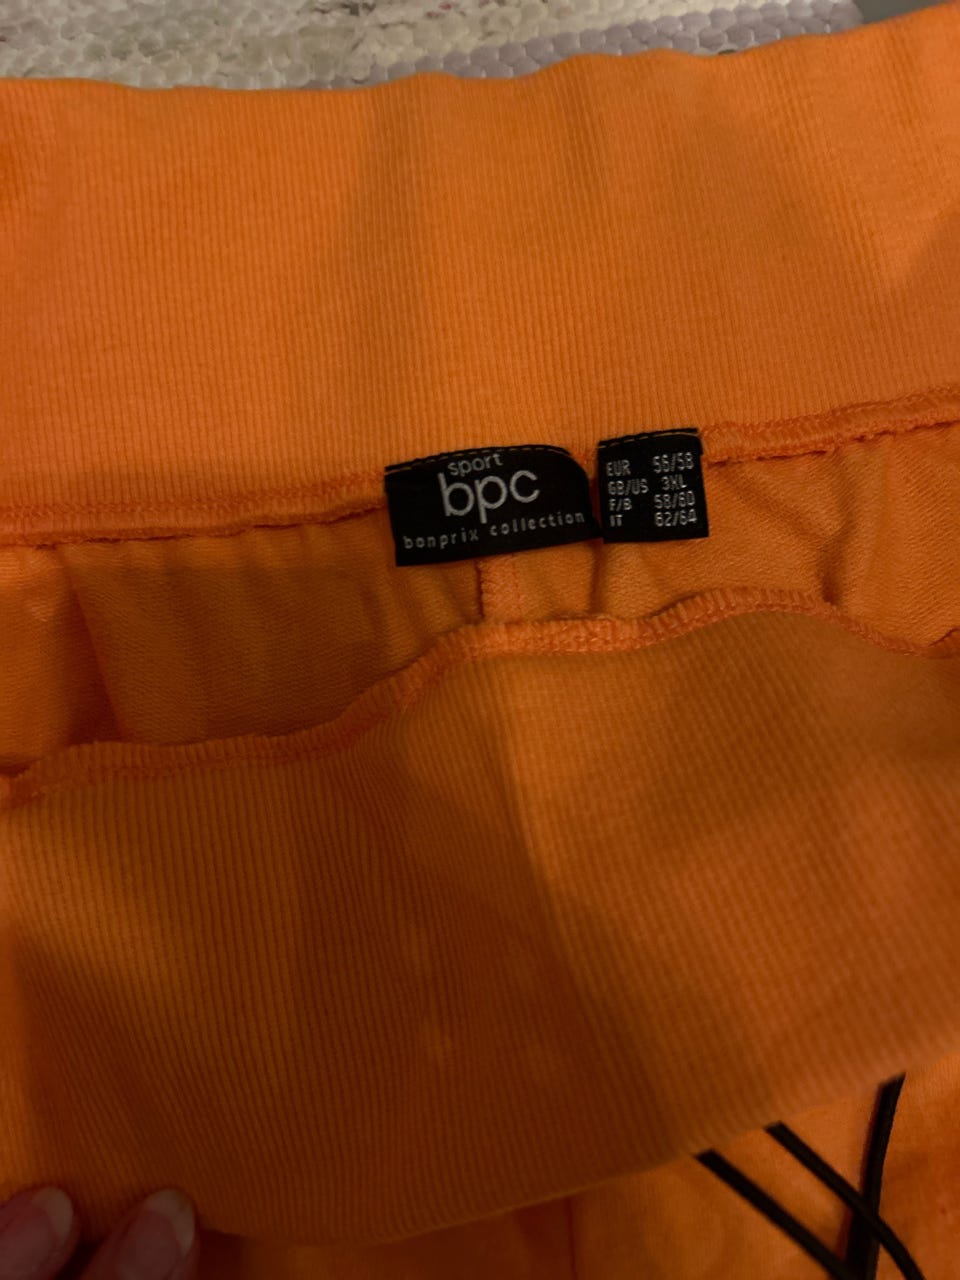 sport
bpc
bonprix collection
EUR 56/58
GB/US 3XL
F/B 58/60
IT 62/64